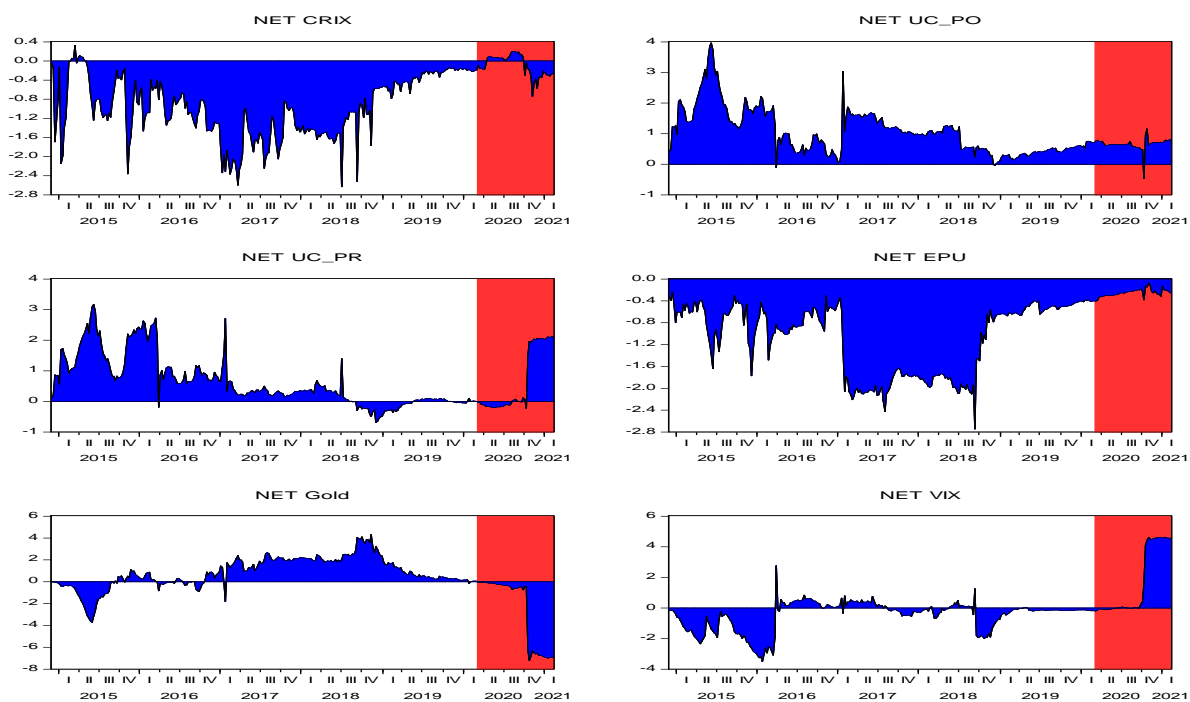 NET CRIX
0.4
0.0
-0.4
-0.8
-1.2
-1.6
-2.0
-2.4
-2.8
I II III IV I II III IV I II III IV I II III IV I II III IV I II III IV I
2015 2016 2017 2018 2019 2020 2021
NET UC_PO
4
3
2
1
0
-1
I II III IV I II III IV I II III IV I II III IV I II III IV I II III IV I
2015 2016 2017 2018 2019 2020 2021
NET UC_PR
4
3
2
1
0
-1
I II III IV I II III IV I II III IV I II III IV I II III IV I II III IV I
2015 2016 2017 2018 2019 2020 2021
NET EPU
0.0
-0.4
-0.8
-1.2
-1.6
-2.0
-2.4
-2.8
I II III IV I II III IV I II III IV I II III IV I II III IV I II III IV I
2015 2016 2017 2018 2019 2020 2021
NET Gold
6
4
2
0
-2
-4
-6
-8
I II III IV I II III IV I II III IV I II III IV I II III IV I II III IV I
2015 2016 2017 2018 2019 2020 2021
NET VIX
6
4
2
0
-2
-4
I II III IV I II III IV I II III IV I II III IV I II III IV I II III IV I
2015 2016 2017 2018 2019 2020 2021